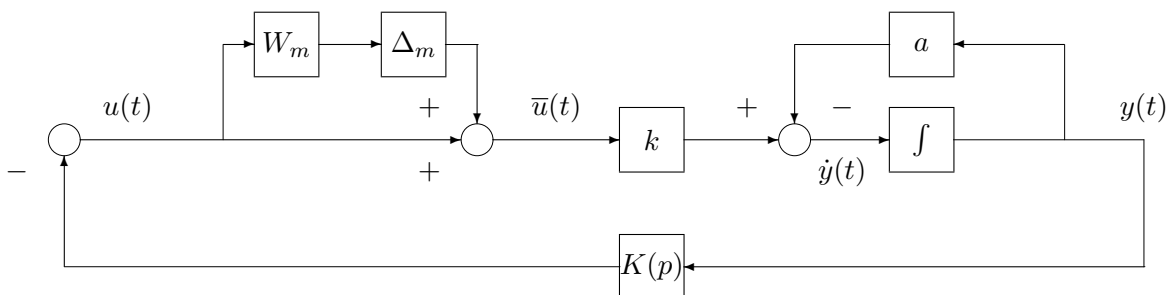 W_m Δ_m a
u(t) + u̅(t) + − y(t)
k ∫
− + ẏ(t)
K(p)